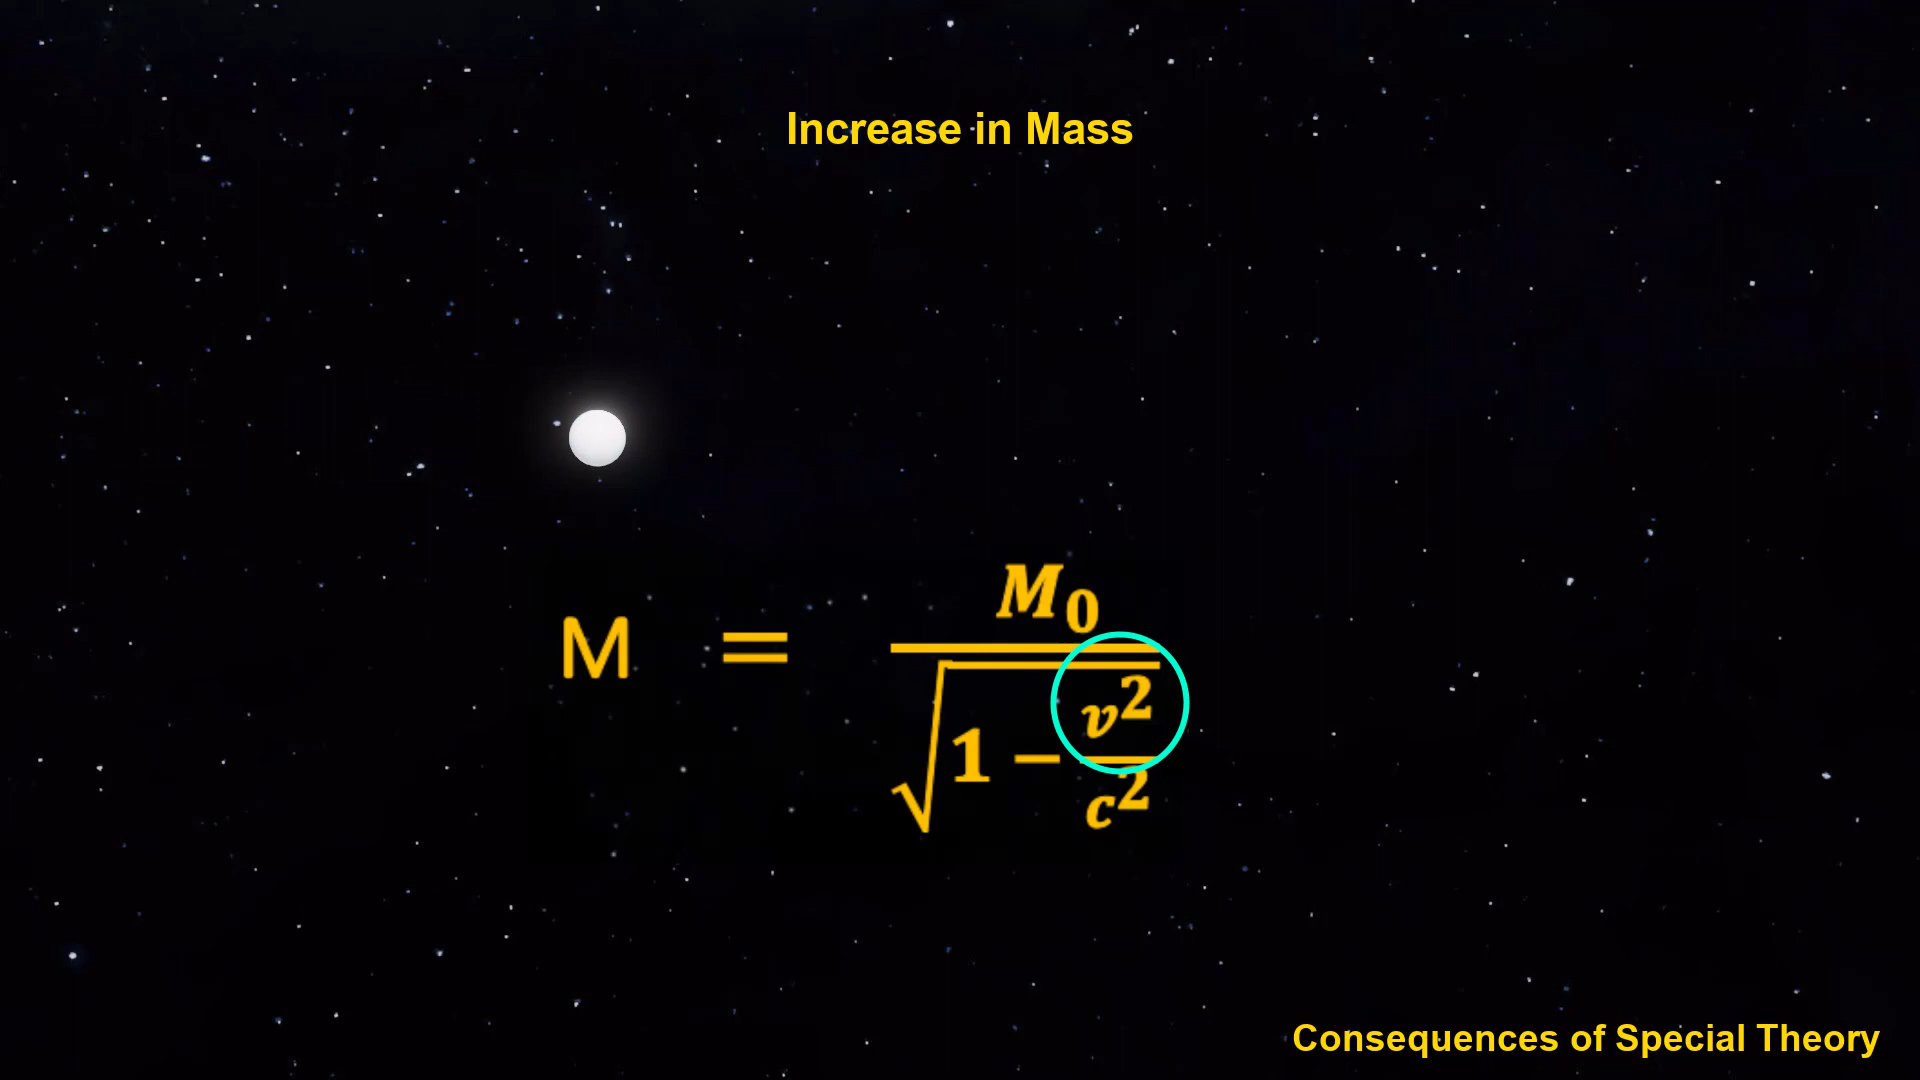 Increase in Mass
M = M₀ / √(1 − v²/c²)
Consequences of Special Theory